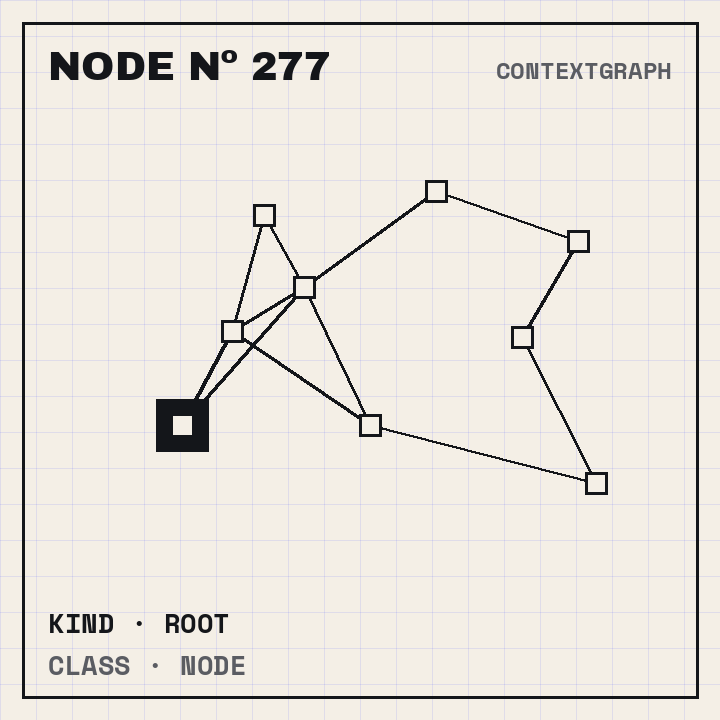 NODE Nº 277
CONTEXTGRAPH
KIND · ROOT
CLASS · NODE